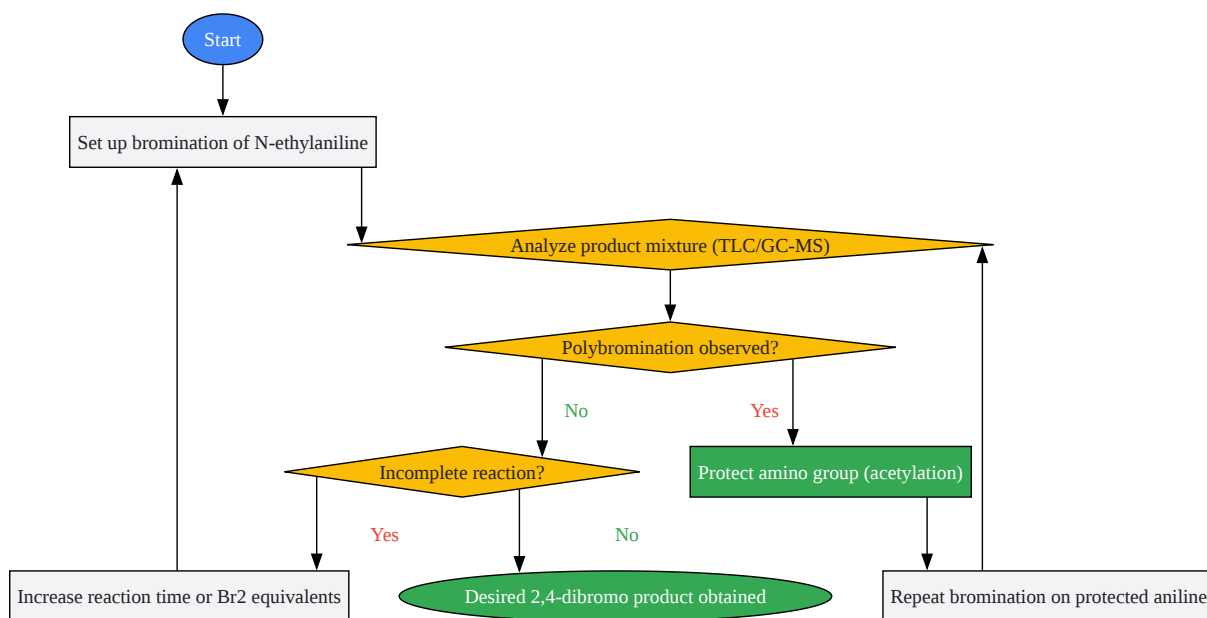 Start
Set up bromination of N-ethylaniline
Analyze product mixture (TLC/GC-MS)
Polybromination observed?
No
Yes
Incomplete reaction?
Protect amino group (acetylation)
Yes
No
Increase reaction time or Br2 equivalents
Desired 2,4-dibromo product obtained
Repeat bromination on protected aniline